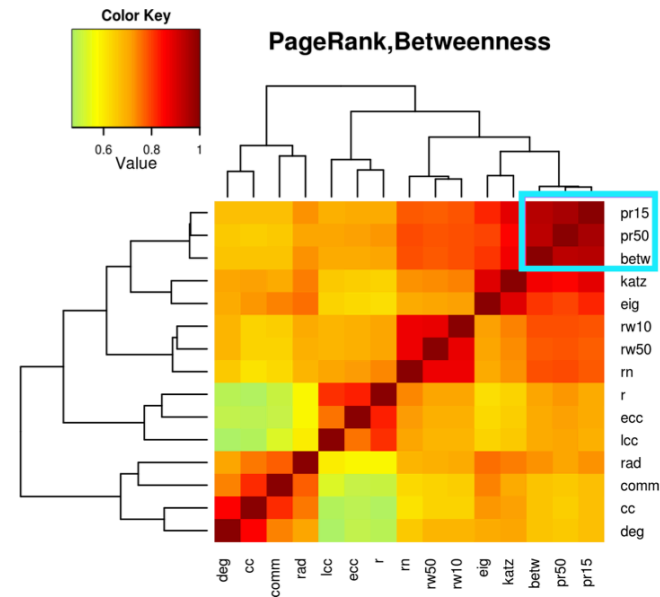 Color Key
0.6 0.8 1
Value
PageRank,Betweenness
pr15
pr50
betw
katz
eig
rw10
rw50
rn
r
ecc
lcc
rad
comm
cc
deg
deg cc comm rad lcc ecc r rn rw50 rw10 eig katz betw pr50 pr15